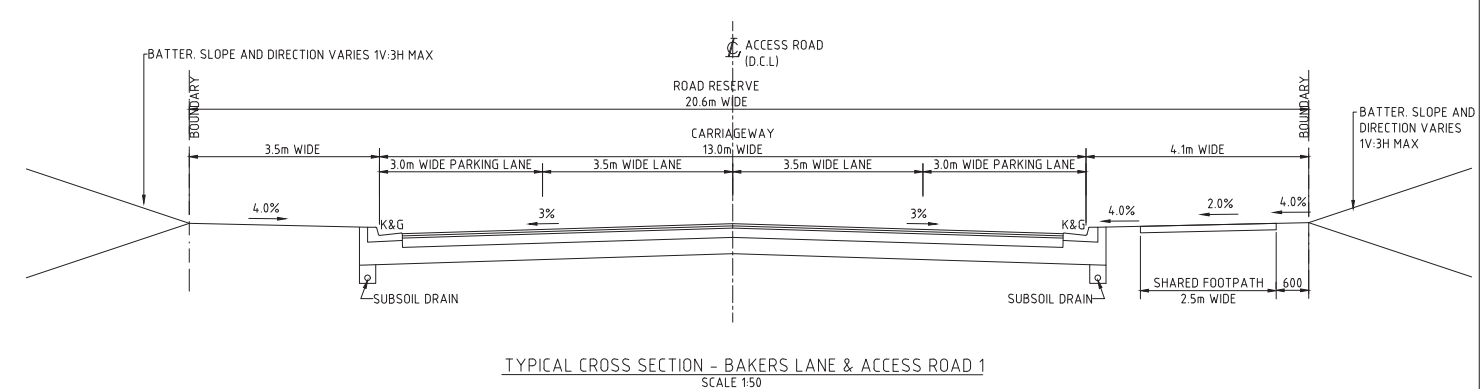 BATTER. SLOPE AND DIRECTION VARIES 1V:3H MAX
℄ ACCESS ROAD
(D.C.L)
BOUNDARY
ROAD RESERVE
20.6m WIDE
BOUNDARY
BATTER. SLOPE AND
DIRECTION VARIES
1V:3H MAX
CARRIAGEWAY
3.5m WIDE
13.0m WIDE
4.1m WIDE
3.0m WIDE PARKING LANE
3.5m WIDE LANE
3.5m WIDE LANE
3.0m WIDE PARKING LANE
4.0%
K&G
3%
3%
K&G
4.0%
2.0%
4.0%
SUBSOIL DRAIN
SUBSOIL DRAIN
SHARED FOOTPATH
2.5m WIDE
600
TYPICAL CROSS SECTION - BAKERS LANE & ACCESS ROAD 1
SCALE 1:50